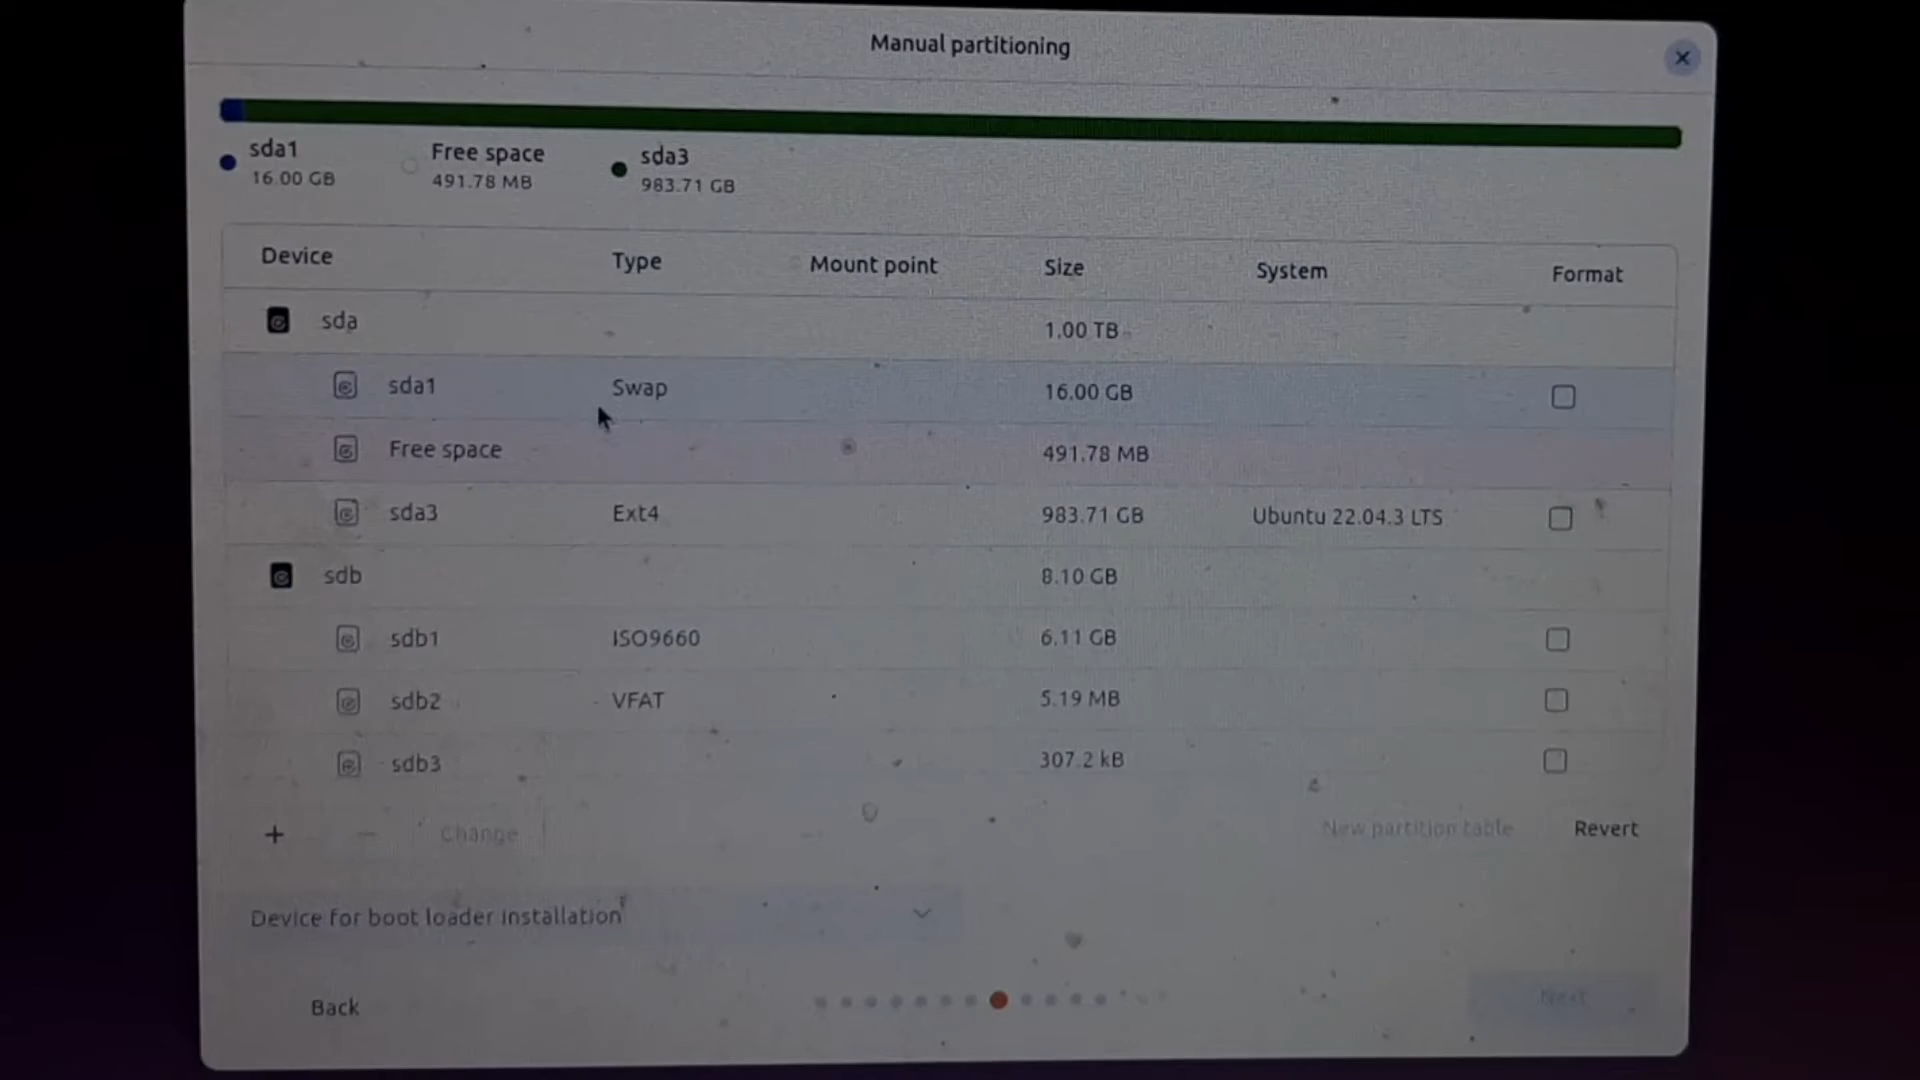 Manual partitioning
sda1
16.00 GB
Free space
491.78 MB
sda3
983.71 GB
Device Type Mount point Size System Format
sda 1.00 TB
sda1 Swap 16.00 GB
Free space 491.78 MB
sda3 Ext4 983.71 GB Ubuntu 22.04.3 LTS
sdb 8.10 GB
sdb1 ISO9660 6.11 GB
sdb2 VFAT 5.19 MB
sdb3 307.2 kB
+ − Change New partition table Revert
Device for boot loader installation
Back Next